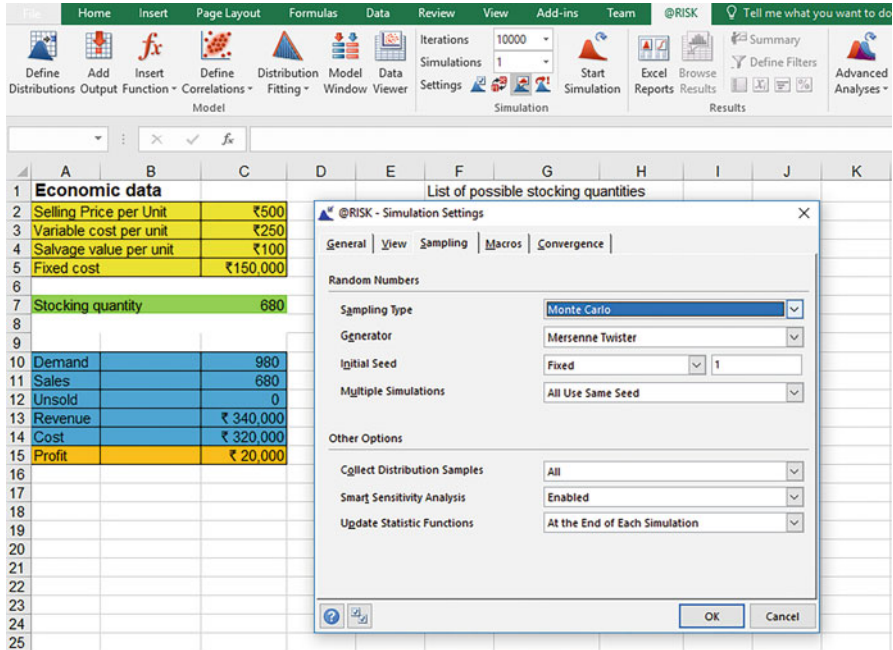 File Home Insert Page Layout Formulas Data Review View Add-ins Team @RISK Tell me what you want to do
Define Distributions
Add Output
Insert Function
Define Correlations
Distribution Fitting
Model Window
Data Viewer
Model
Iterations 10000
Simulations 1
Settings
Start Simulation
Simulation
Excel Reports
Browse Results
Summary
Define Filters
Results
Advanced Analyses
fx
A B C D E F G H I J K
1 Economic data List of possible stocking quantities
2 Selling Price per Unit ₹500
3 Variable cost per unit ₹250
4 Salvage value per unit ₹100
5 Fixed cost ₹150,000
6
7 Stocking quantity 680
8
9
10 Demand 980
11 Sales 680
12 Unsold 0
13 Revenue ₹ 340,000
14 Cost ₹ 320,000
15 Profit ₹ 20,000
16
17
18
19
20
21
22
23
24
25
@RISK - Simulation Settings
General View Sampling Macros Convergence
Random Numbers
Sampling Type Monte Carlo
Generator Mersenne Twister
Initial Seed Fixed 1
Multiple Simulations All Use Same Seed
Other Options
Collect Distribution Samples All
Smart Sensitivity Analysis Enabled
Update Statistic Functions At the End of Each Simulation
OK Cancel